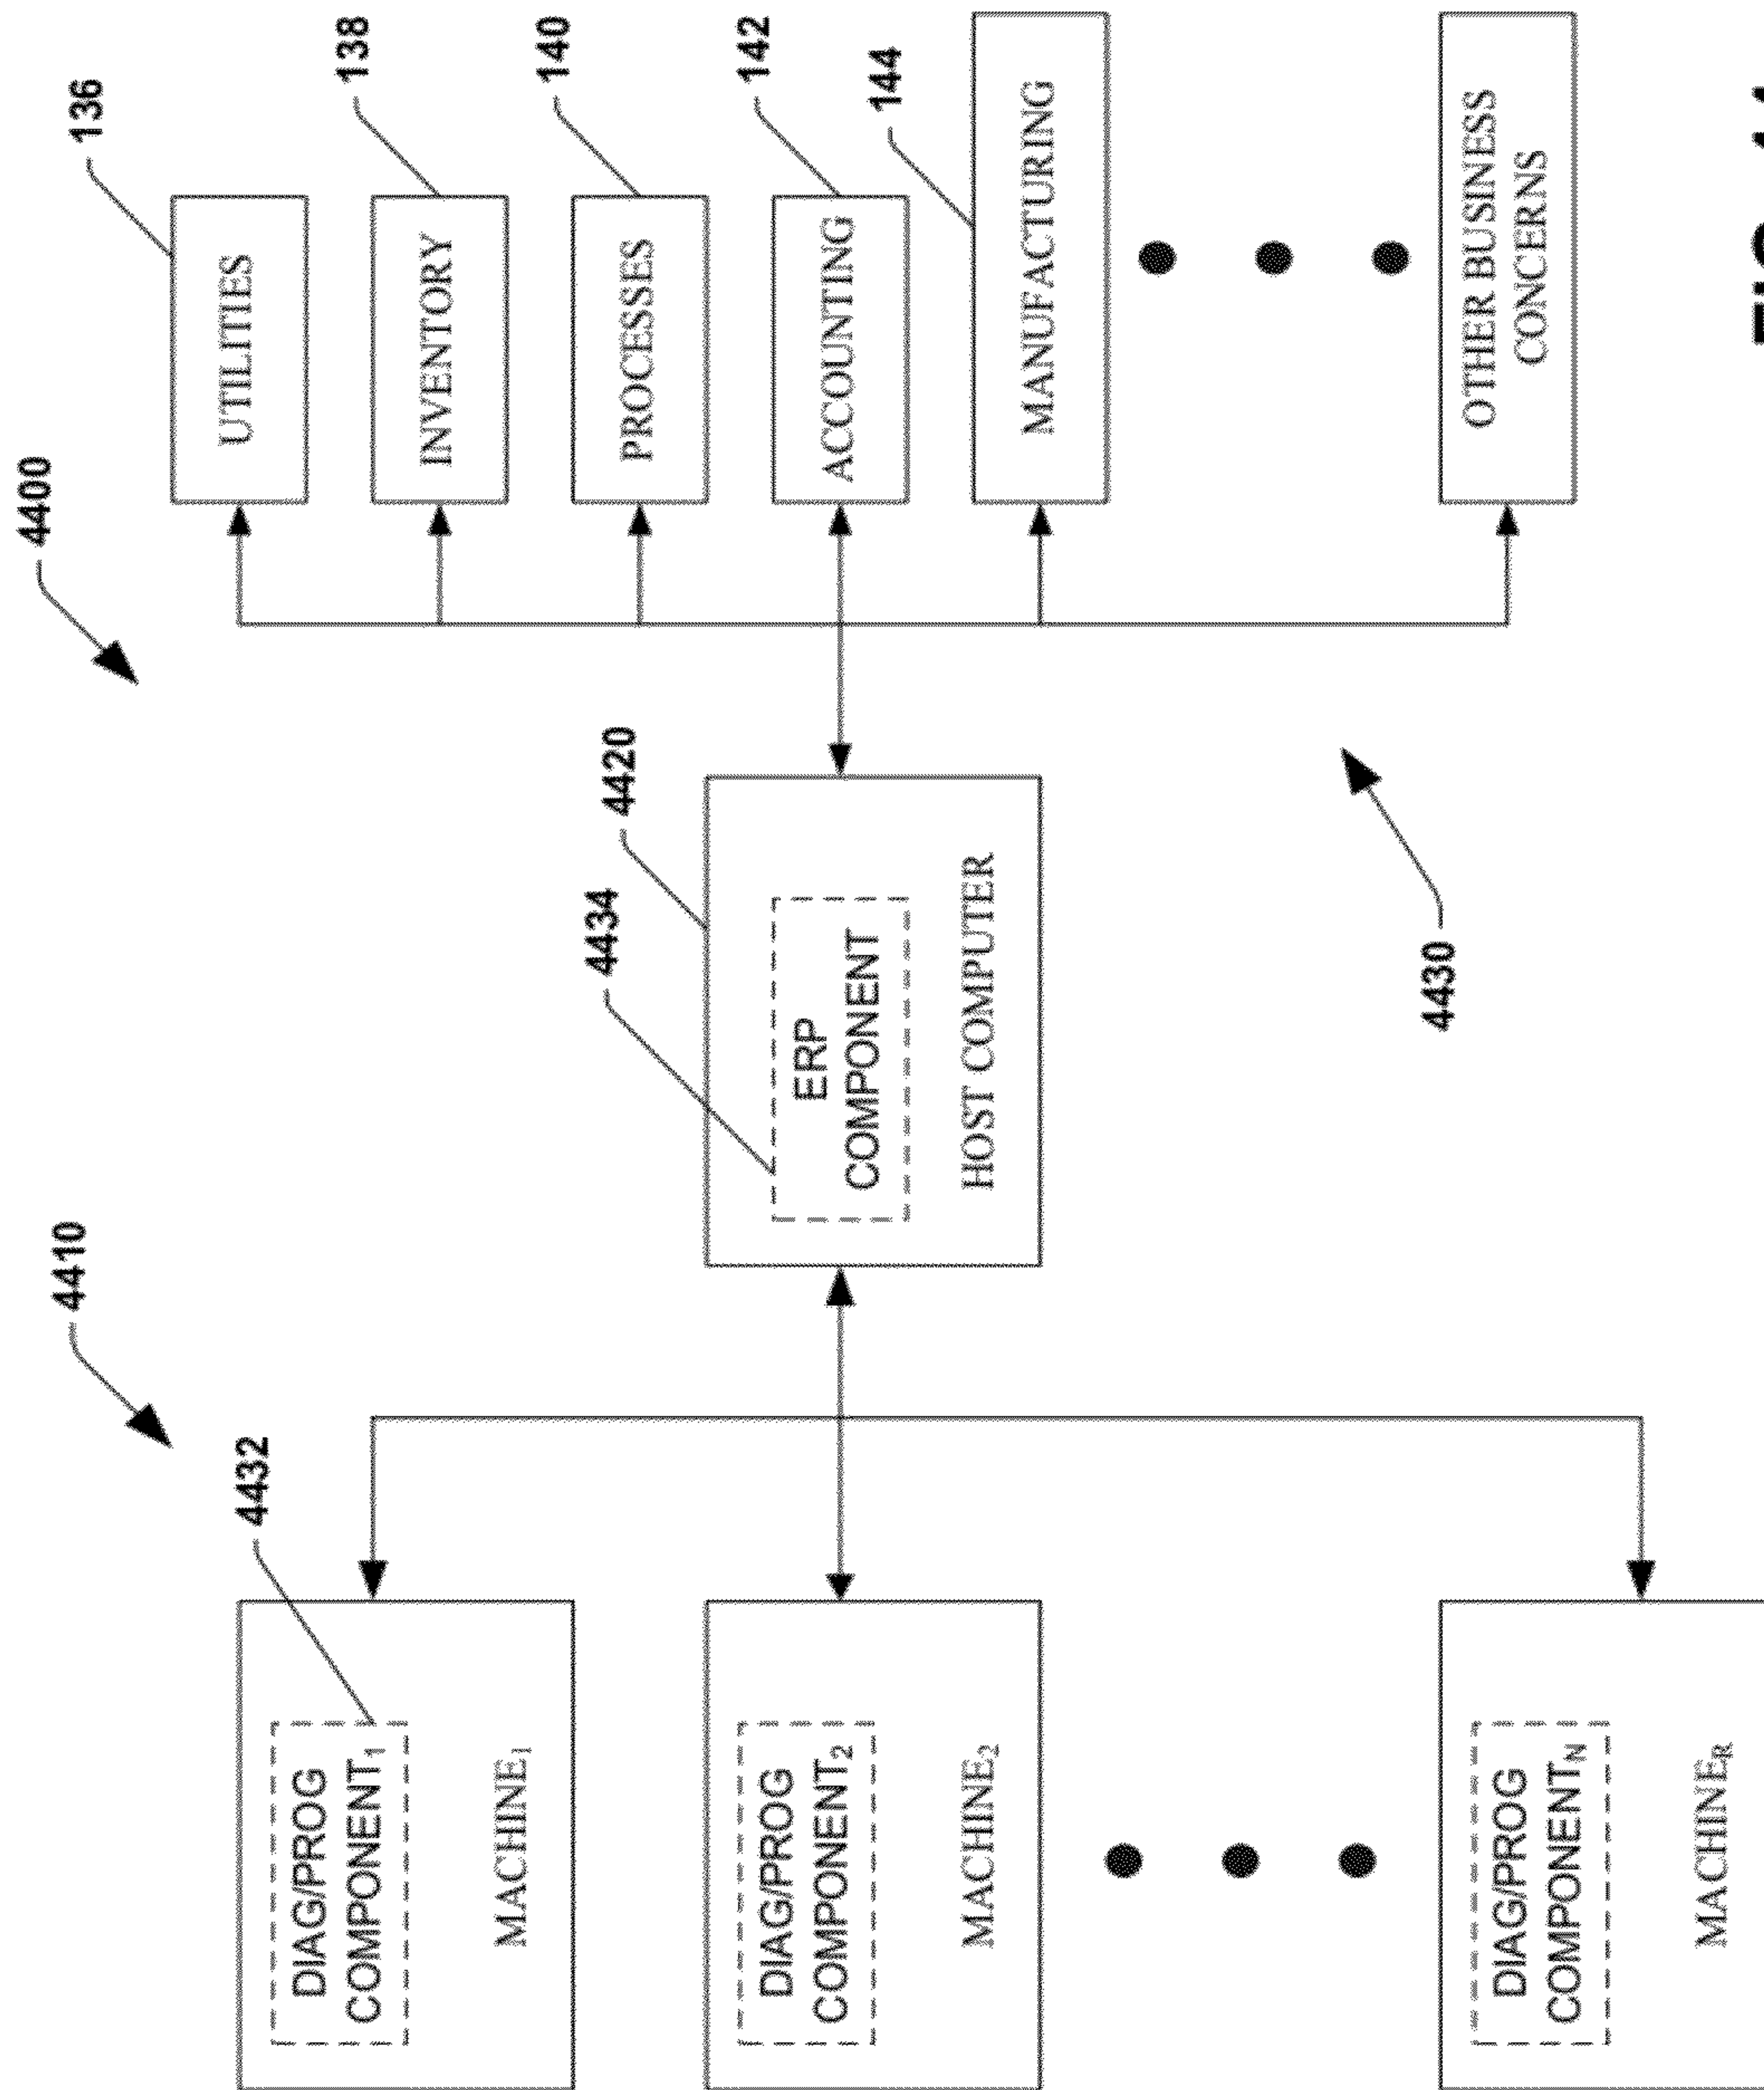 4400
4410
4432
DIAG/PROG
COMPONENT1
MACHINE1
DIAG/PROG
COMPONENT2
MACHINE2
DIAG/PROG
COMPONENTN
MACHINER
4420
4434
ERP
COMPONENT
HOST COMPUTER
4430
136
UTILITIES
138
INVENTORY
140
PROCESSES
142
ACCOUNTING
144
MANUFACTURING
OTHER BUSINESS
CONCERNS